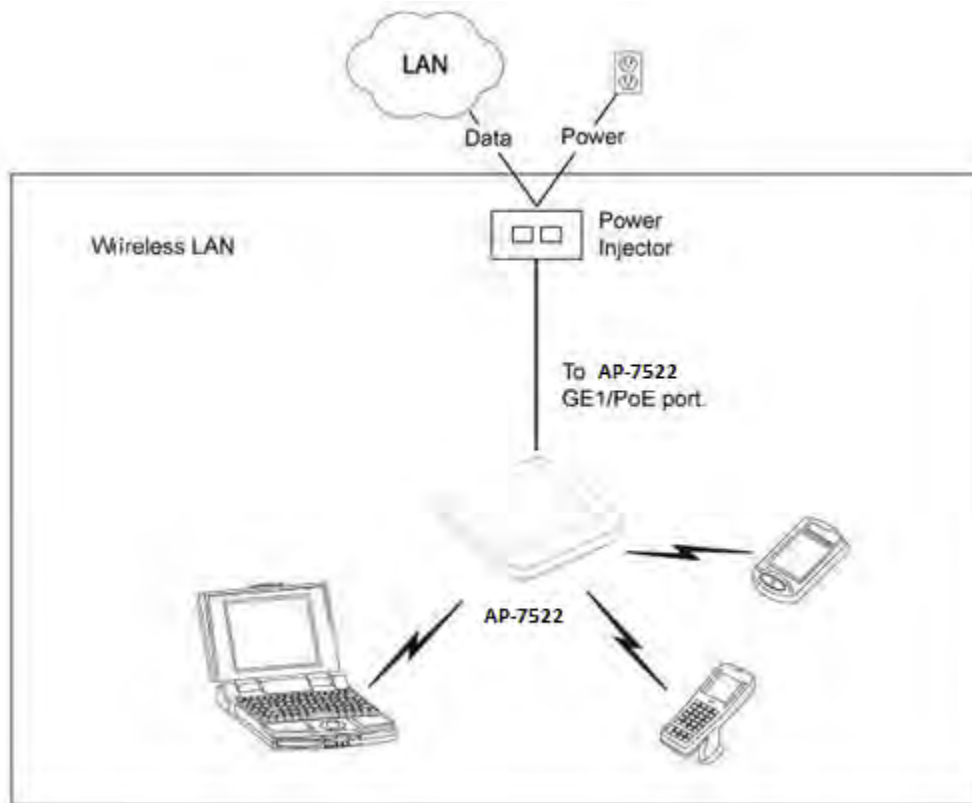 LAN
Data
Power
Power
Injector
Wireless LAN
To AP-7522
GE1/PoE port.
AP-7522